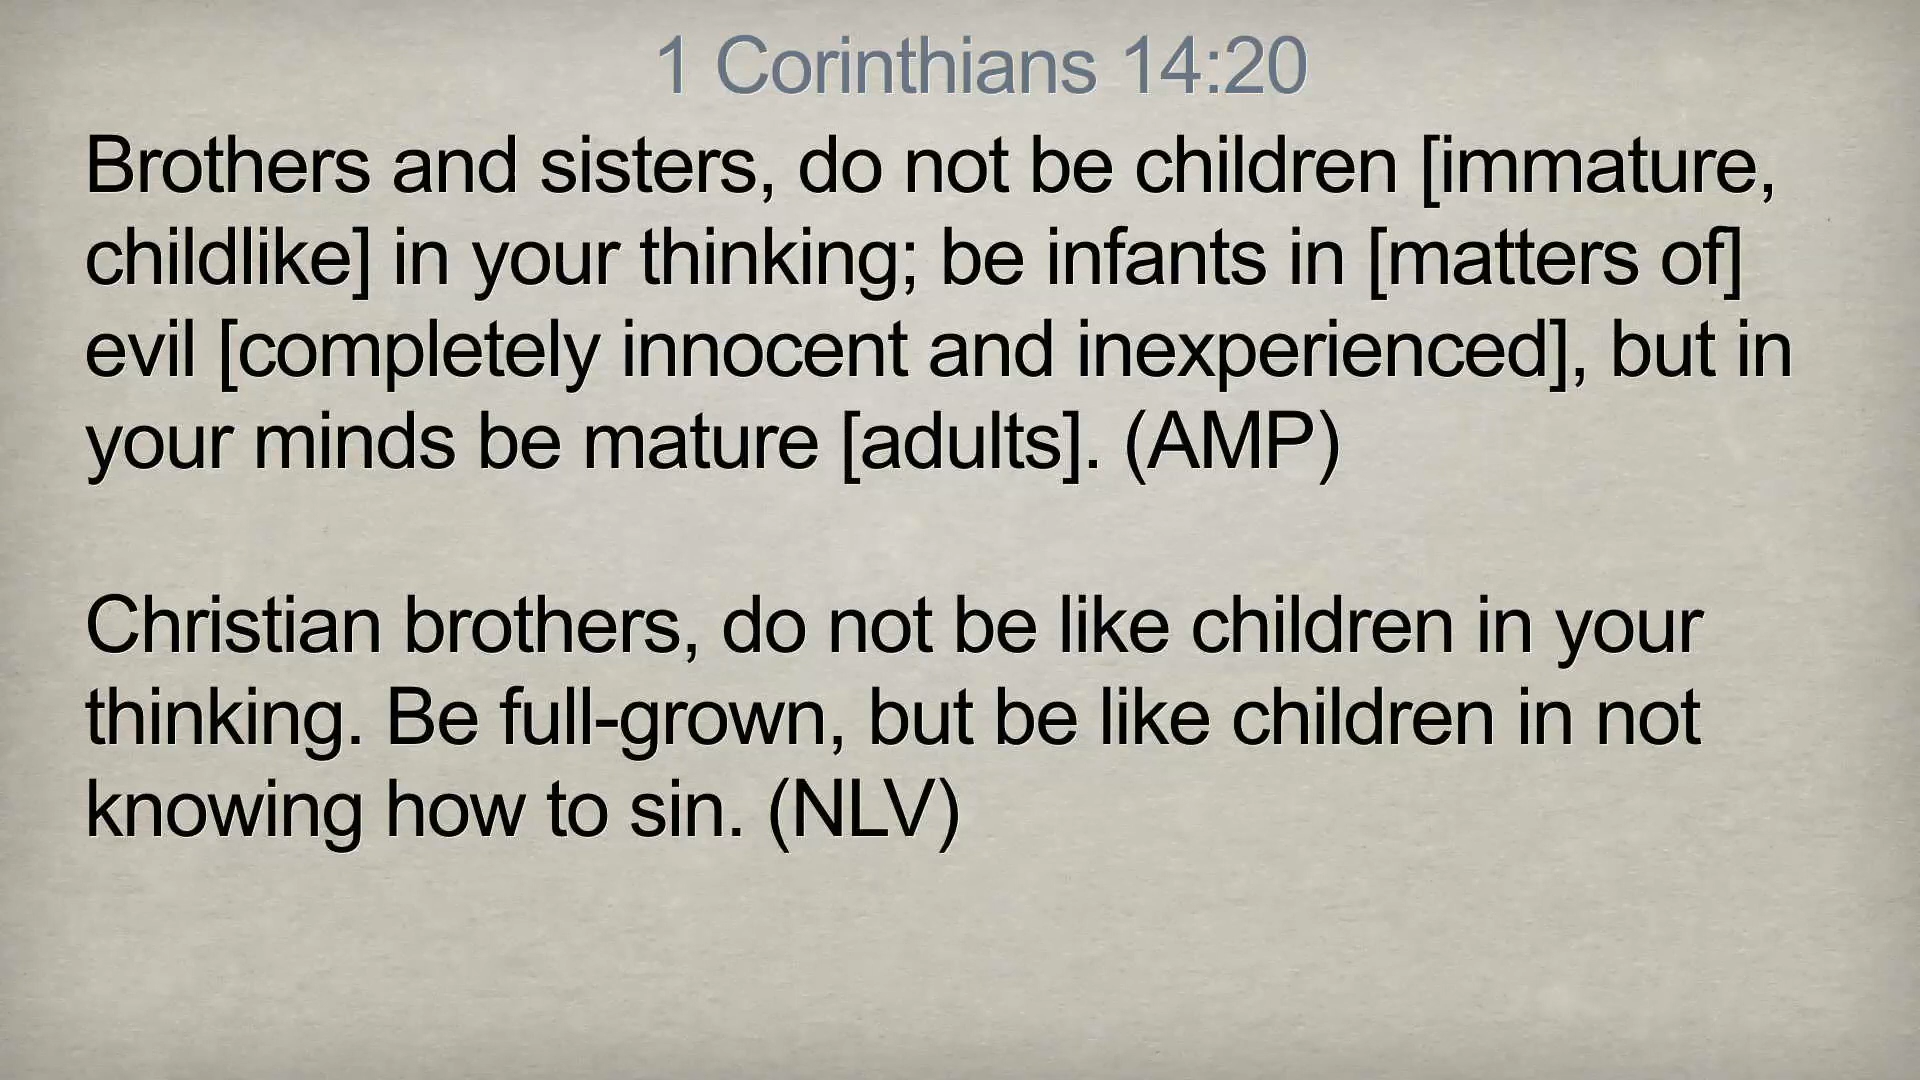 1 Corinthians 14:20
Brothers and sisters, do not be children [immature,
childlike] in your thinking; be infants in [matters of]
evil [completely innocent and inexperienced], but in
your minds be mature [adults]. (AMP)
Christian brothers, do not be like children in your
thinking. Be full-grown, but be like children in not
knowing how to sin. (NLV)